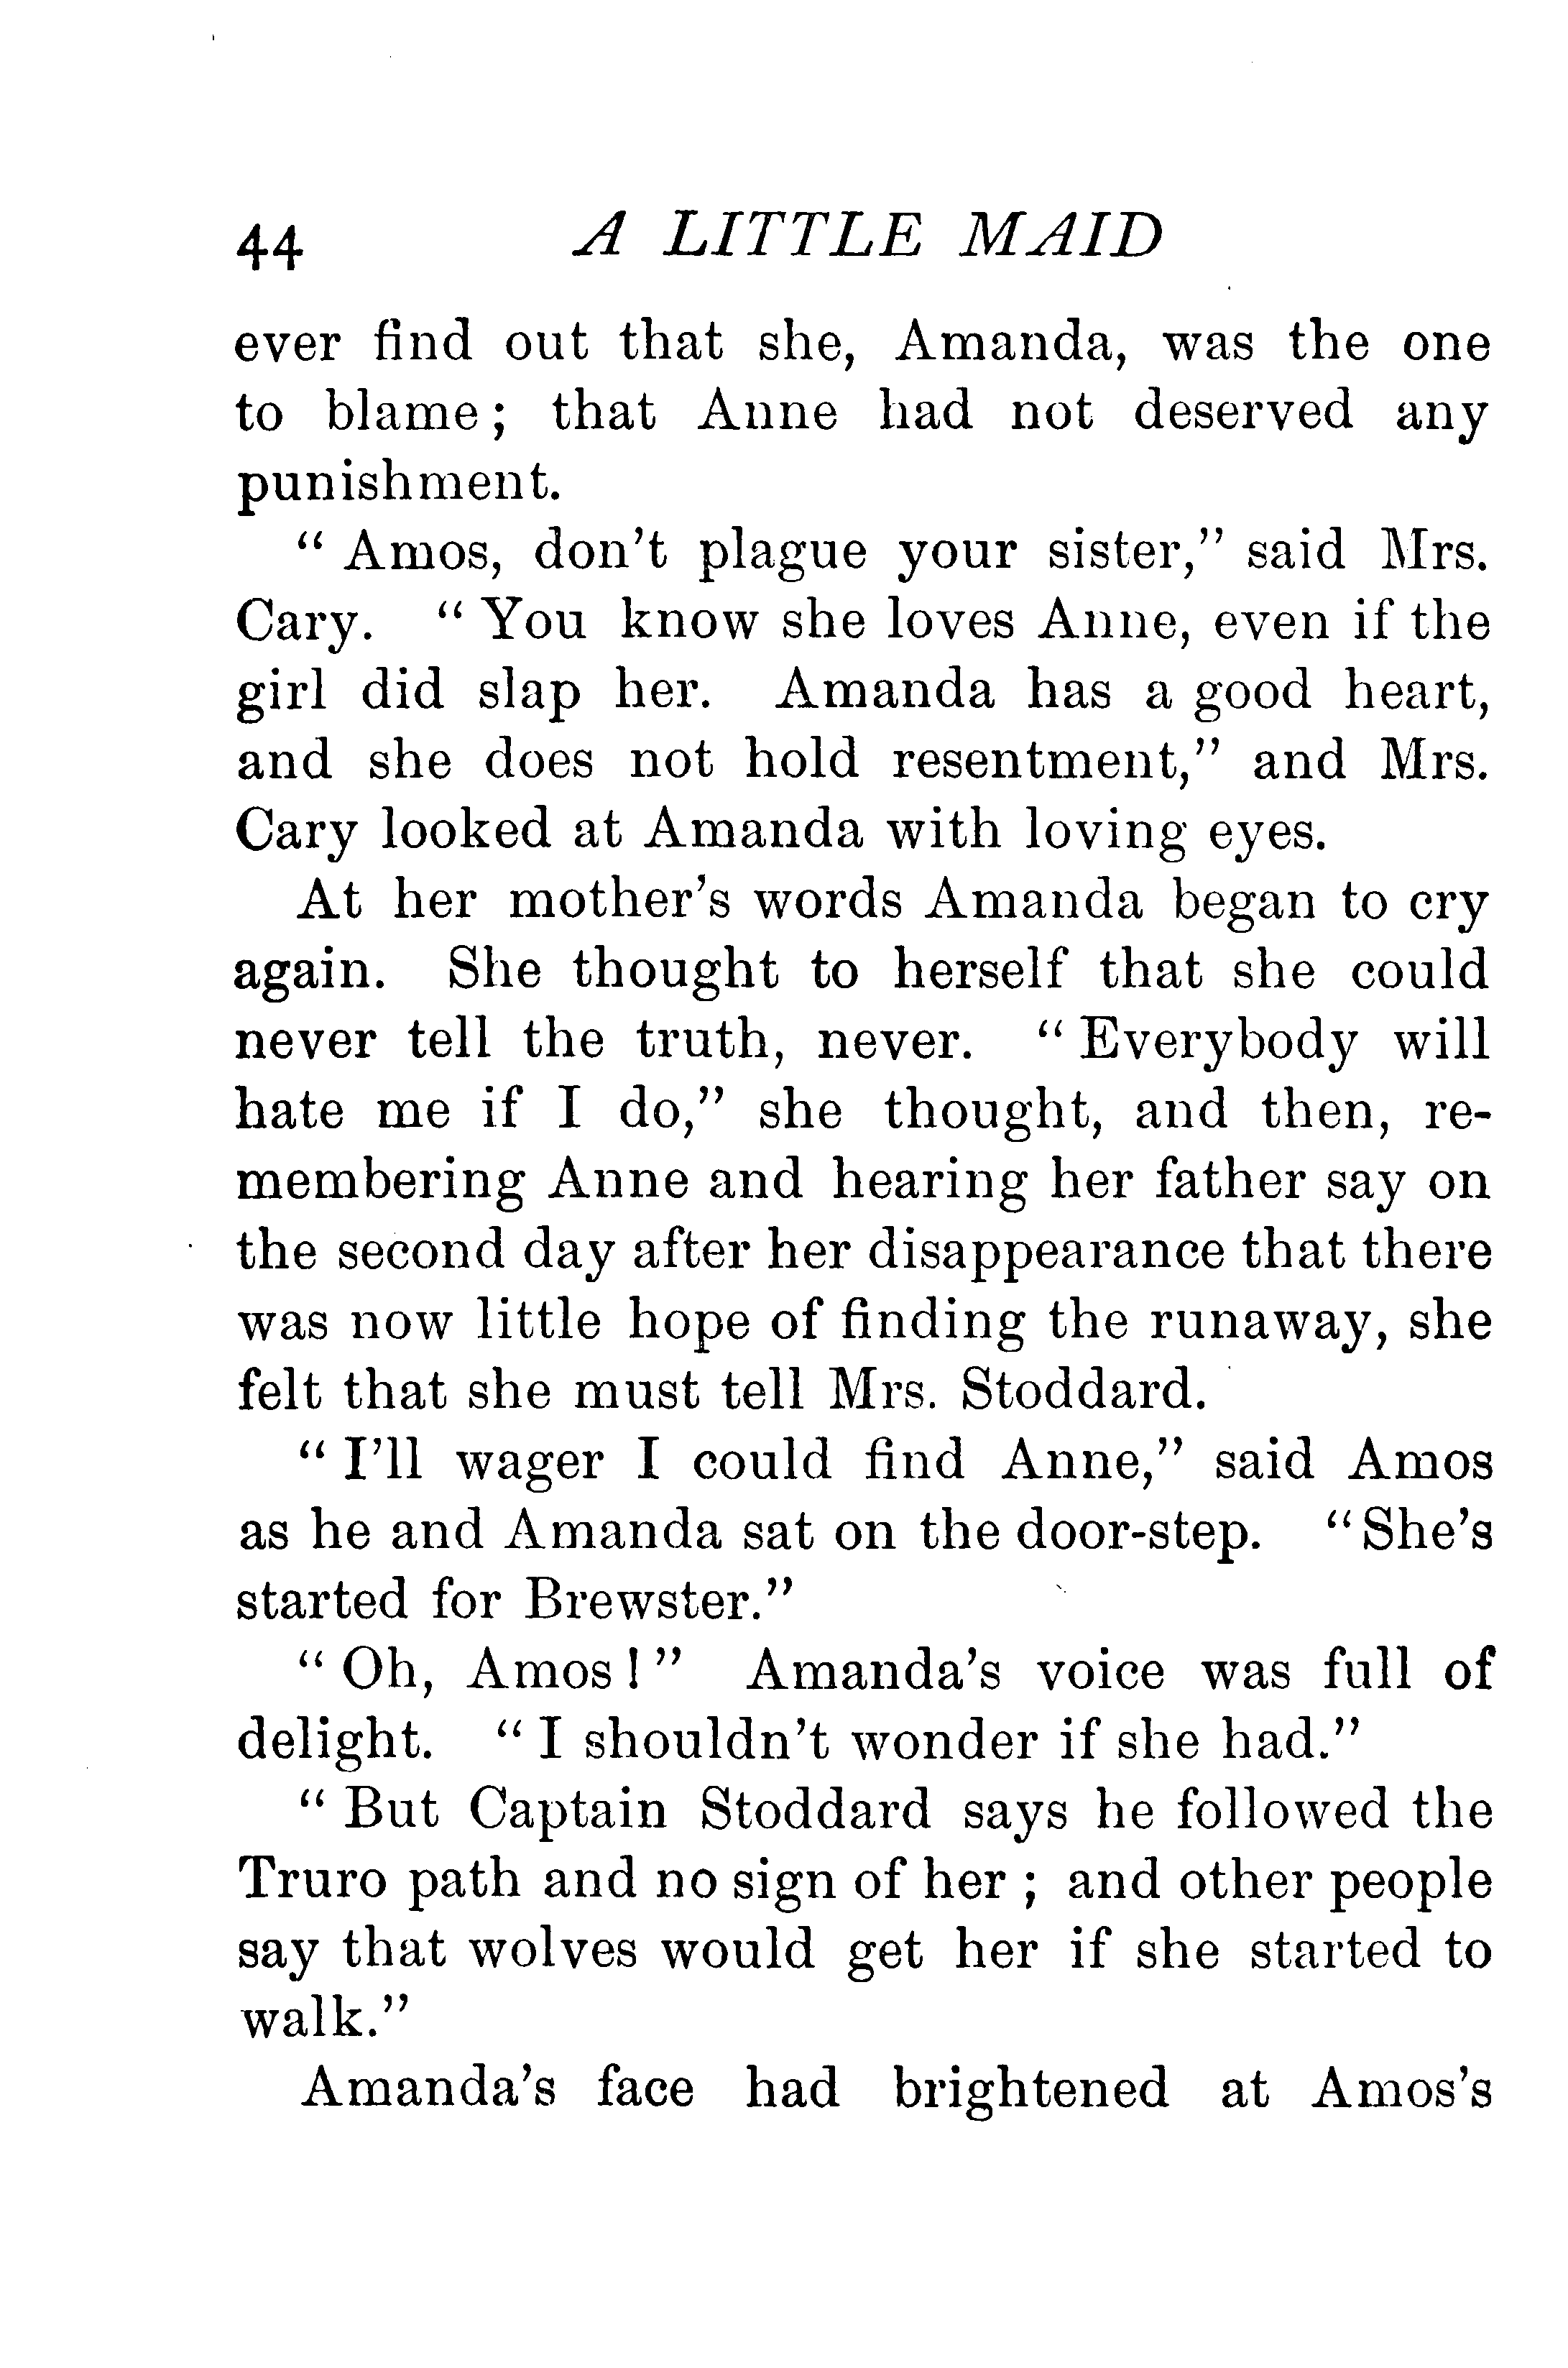 44 A LITTLE MAID
ever find out that she, Amanda, was the one
to blame; that Anne had not deserved any
punishment.
“Amos, don’t plague your sister,” said Mrs.
Cary. “You know she loves Anne, even if the
girl did slap her. Amanda has a good heart,
and she does not hold resentment,” and Mrs.
Cary looked at Amanda with loving eyes.
At her mother’s words Amanda began to cry
again. She thought to herself that she could
never tell the truth, never. “Everybody will
hate me if I do,” she thought, and then, re-
membering Anne and hearing her father say on
the second day after her disappearance that there
was now little hope of finding the runaway, she
felt that she must tell Mrs. Stoddard.
“I’ll wager I could find Anne,” said Amos
as he and Amanda sat on the door-step. “She’s
started for Brewster.”
“Oh, Amos!” Amanda’s voice was full of
delight. “I shouldn’t wonder if she had.”
“But Captain Stoddard says he followed the
Truro path and no sign of her; and other people
say that wolves would get her if she started to
walk.”
Amanda’s face had brightened at Amos’s